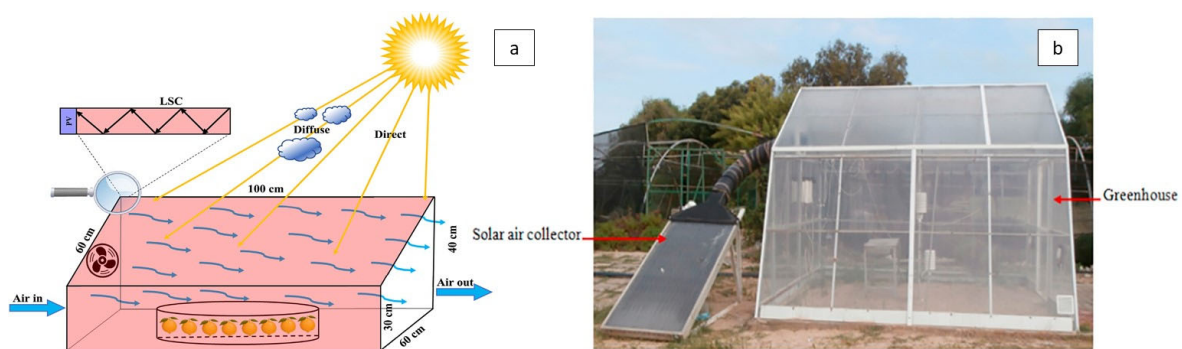 a
LSC
PV
Diffuse
Direct
100 cm
60 cm
40 cm
Air in
Air out
30 cm
60 cm
b
Solar air collector
Greenhouse